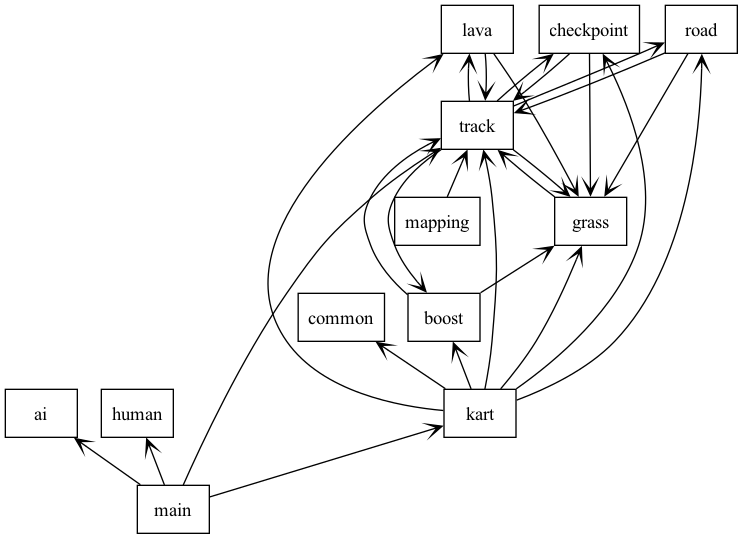 lava
checkpoint
road
track
mapping
grass
common
boost
ai
human
kart
main